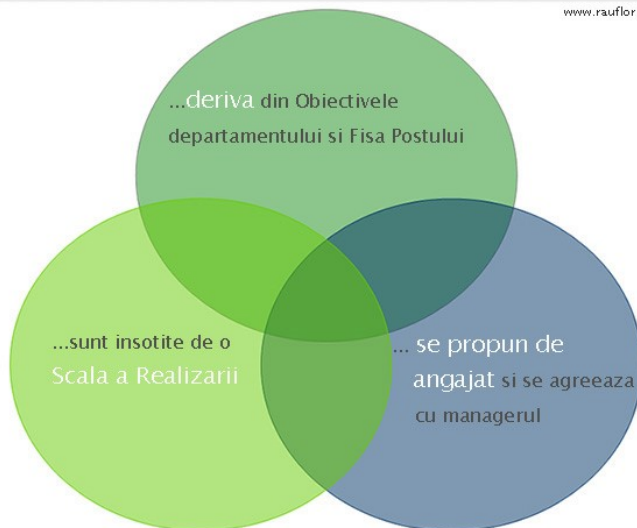 www.rauflor
...deriva din Obiectivele
departamentului si Fisa Postului
...sunt insotite de o
Scala a Realizarii
... se propun de
angajat si se agreeaza
cu managerul